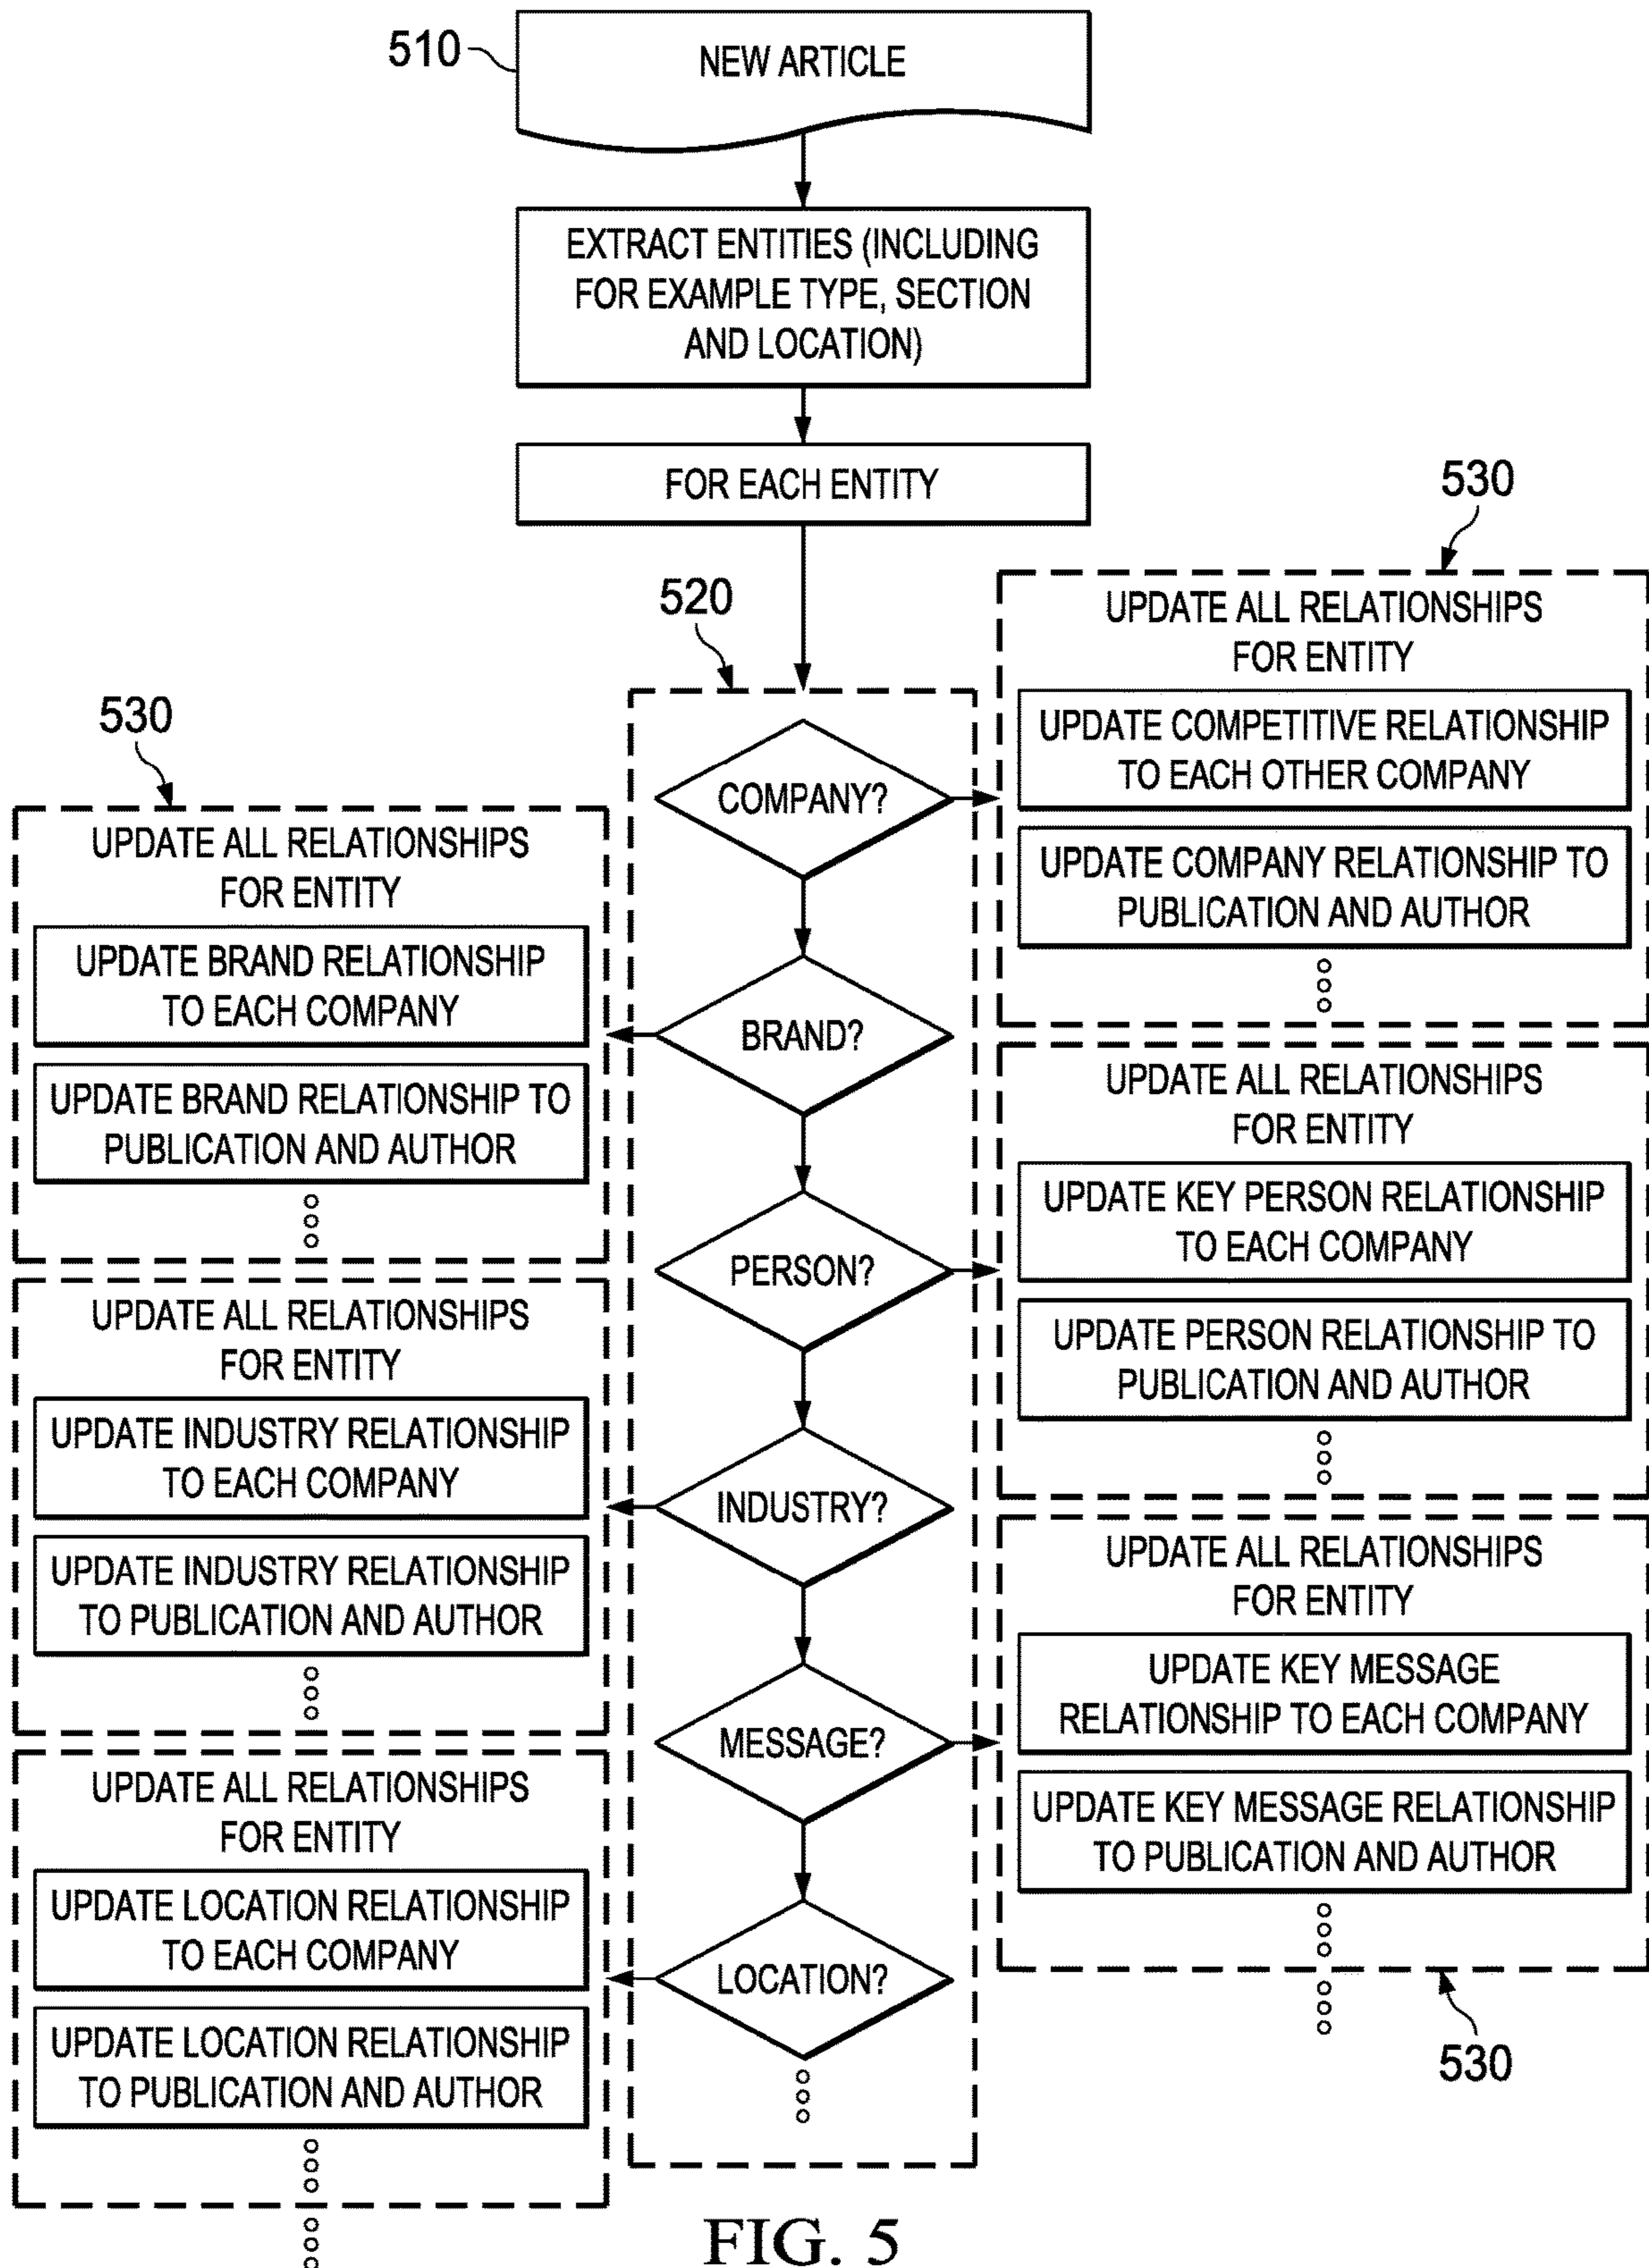 510
NEW ARTICLE
EXTRACT ENTITIES (INCLUDING
FOR EXAMPLE TYPE, SECTION
AND LOCATION)
FOR EACH ENTITY
520
COMPANY?
BRAND?
PERSON?
INDUSTRY?
MESSAGE?
LOCATION?
530
UPDATE ALL RELATIONSHIPS
FOR ENTITY
UPDATE COMPETITIVE RELATIONSHIP
TO EACH OTHER COMPANY
UPDATE COMPANY RELATIONSHIP TO
PUBLICATION AND AUTHOR
530
UPDATE ALL RELATIONSHIPS
FOR ENTITY
UPDATE BRAND RELATIONSHIP
TO EACH COMPANY
UPDATE BRAND RELATIONSHIP TO
PUBLICATION AND AUTHOR
UPDATE ALL RELATIONSHIPS
FOR ENTITY
UPDATE KEY PERSON RELATIONSHIP
TO EACH COMPANY
UPDATE PERSON RELATIONSHIP TO
PUBLICATION AND AUTHOR
UPDATE ALL RELATIONSHIPS
FOR ENTITY
UPDATE INDUSTRY RELATIONSHIP
TO EACH COMPANY
UPDATE INDUSTRY RELATIONSHIP
TO PUBLICATION AND AUTHOR
UPDATE ALL RELATIONSHIPS
FOR ENTITY
UPDATE KEY MESSAGE
RELATIONSHIP TO EACH COMPANY
UPDATE KEY MESSAGE RELATIONSHIP
TO PUBLICATION AND AUTHOR
530
UPDATE ALL RELATIONSHIPS
FOR ENTITY
UPDATE LOCATION RELATIONSHIP
TO EACH COMPANY
UPDATE LOCATION RELATIONSHIP
TO PUBLICATION AND AUTHOR
FIG. 5